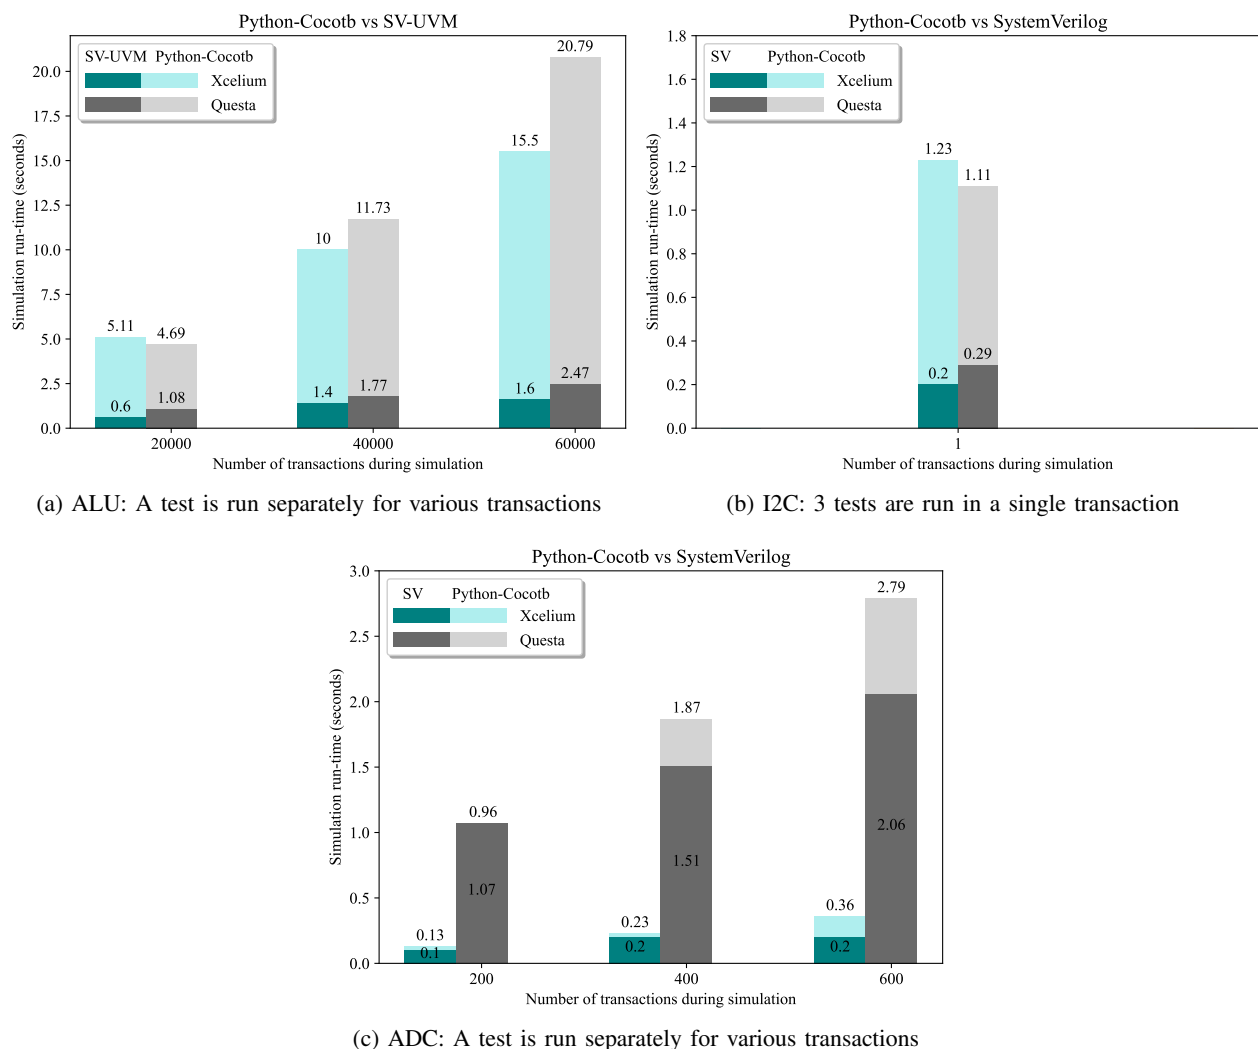 Python-Cocotb vs SV-UVM
SV-UVM Python-Cocotb
Xcelium
Questa
Simulation run-time (seconds)
20.0
17.5
15.0
12.5
10.0
7.5
5.0
2.5
0.0
5.11
4.69
0.6
1.08
10
11.73
1.4
1.77
15.5
20.79
1.6
2.47
20000 40000 60000
Number of transactions during simulation
(a) ALU: A test is run separately for various transactions
Python-Cocotb vs SystemVerilog
SV Python-Cocotb
Xcelium
Questa
Simulation run-time (seconds)
1.8
1.6
1.4
1.2
1.0
0.8
0.6
0.4
0.2
0.0
1.23
1.11
0.2
0.29
1
Number of transactions during simulation
(b) I2C: 3 tests are run in a single transaction
Python-Cocotb vs SystemVerilog
SV Python-Cocotb
Xcelium
Questa
Simulation run-time (seconds)
3.0
2.5
2.0
1.5
1.0
0.5
0.0
0.13
0.1
0.96
1.07
0.23
0.2
1.87
1.51
0.36
0.2
2.79
2.06
200 400 600
Number of transactions during simulation
(c) ADC: A test is run separately for various transactions